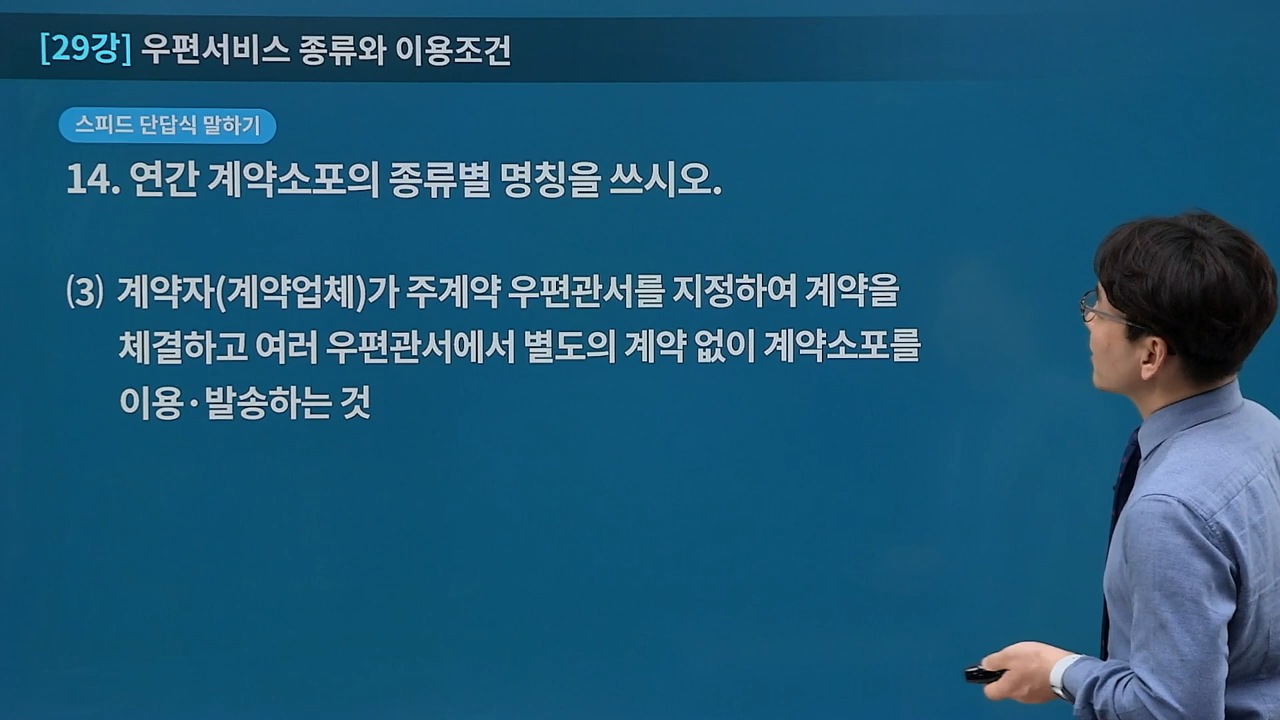 [29강] 우편서비스 종류와 이용조건
스피드 단답식 말하기
14. 연간 계약소포의 종류별 명칭을 쓰시오.
(3) 계약자(계약업체)가 주계약 우편관서를 지정하여 계약을
체결하고 여러 우편관서에서 별도의 계약 없이 계약소포를
이용·발송하는 것